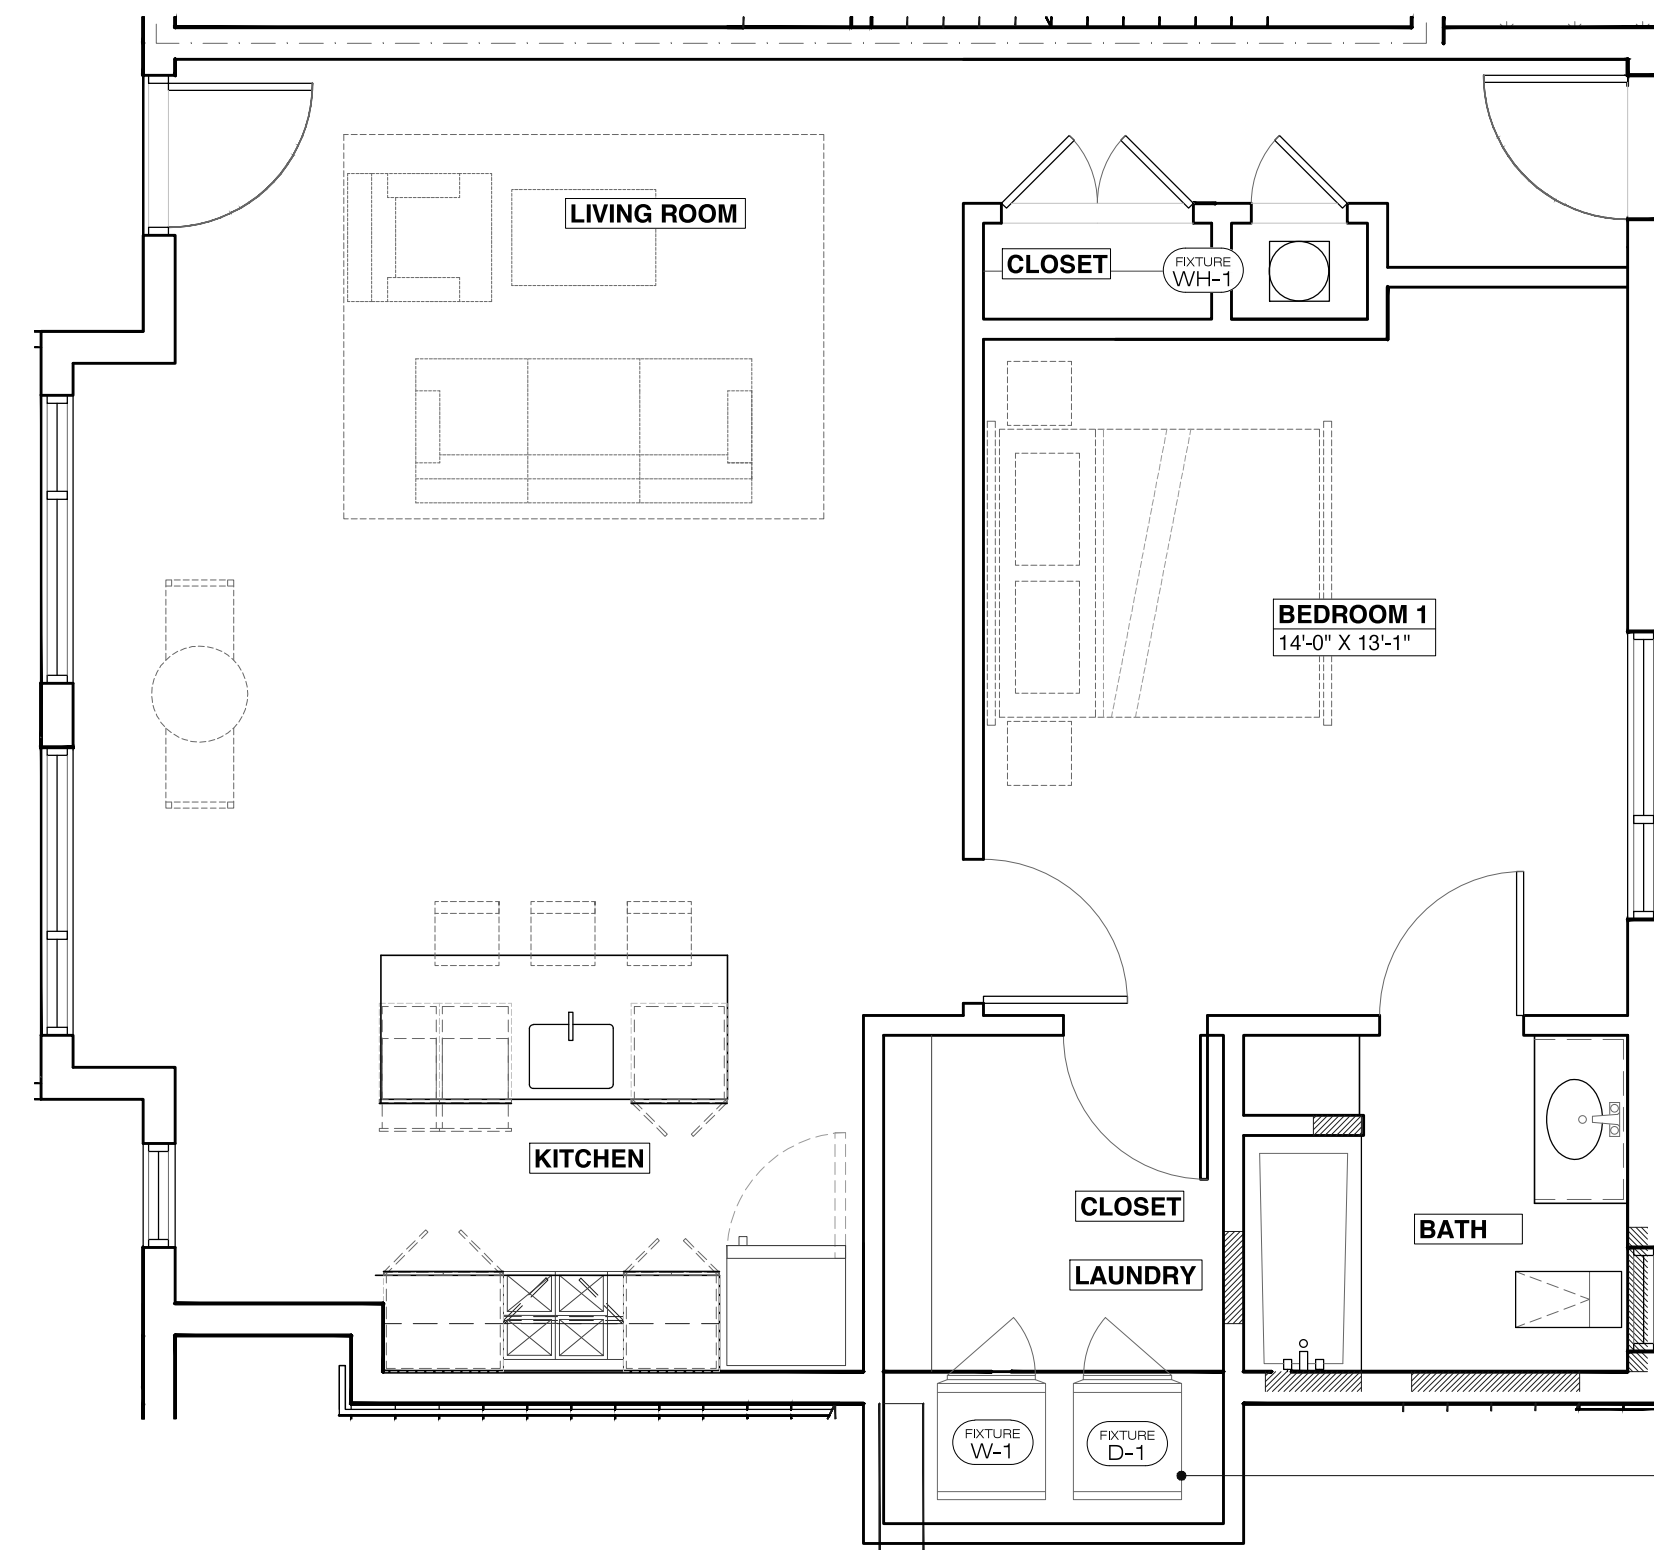 LIVING ROOM
CLOSET
FIXTURE
WH-1
BEDROOM 1
14'-0" X 13'-1"
KITCHEN
CLOSET
BATH
LAUNDRY
FIXTURE
W-1
FIXTURE
D-1